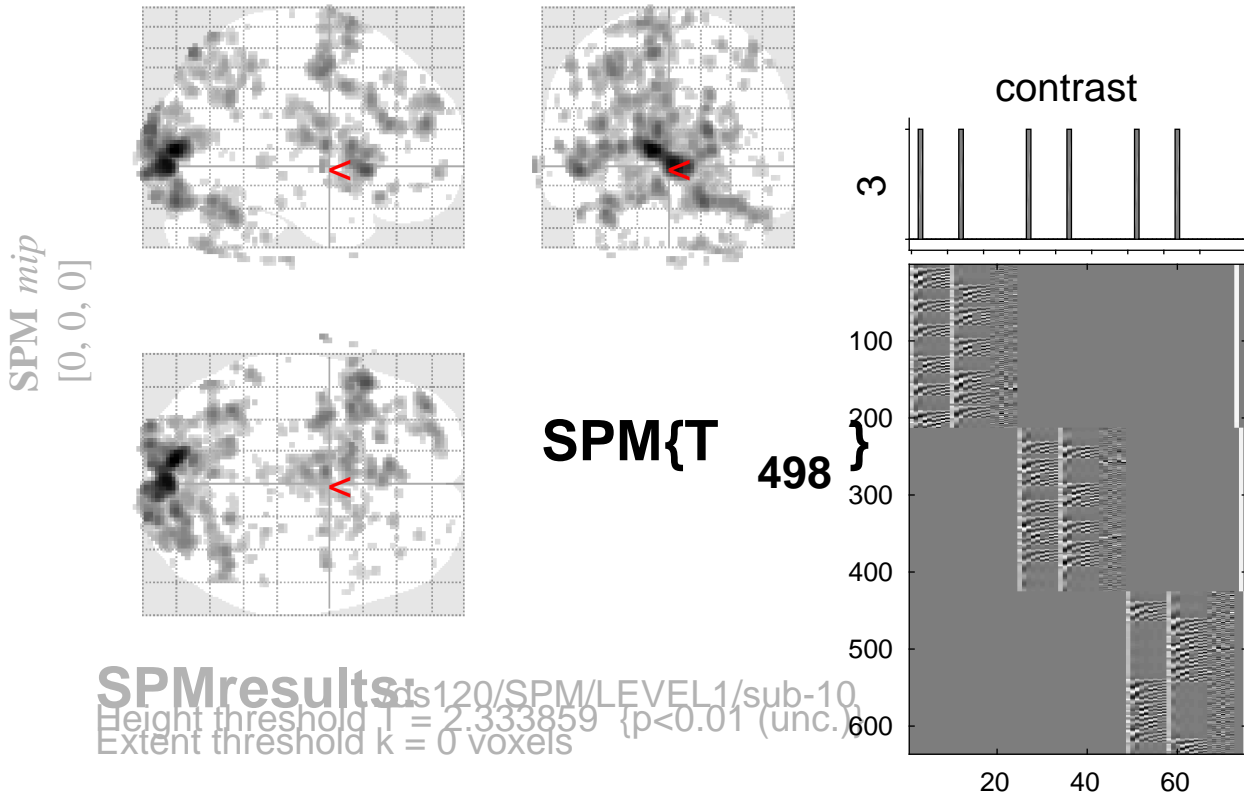 SPM mip
[0, 0, 0]
<
<
<
SPM{T 498 }
SPMresults: /ds120/SPM/LEVEL1/sub-10
Height threshold T = 2.333859 {p<0.01 (unc.)}
Extent threshold k = 0 voxels
contrast
3
100
200
300
400
500
600
20 40 60